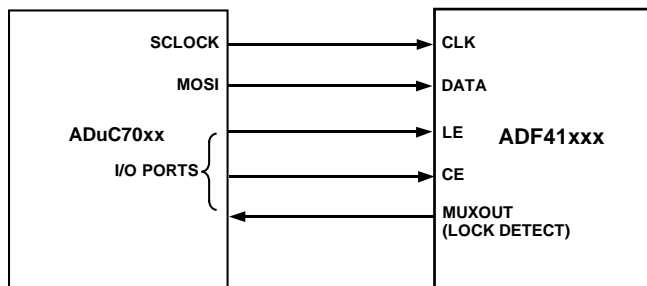 SCLOCK
MOSI
ADuC70xx
I/O PORTS
CLK
DATA
LE
ADF41xxx
CE
MUXOUT
(LOCK DETECT)